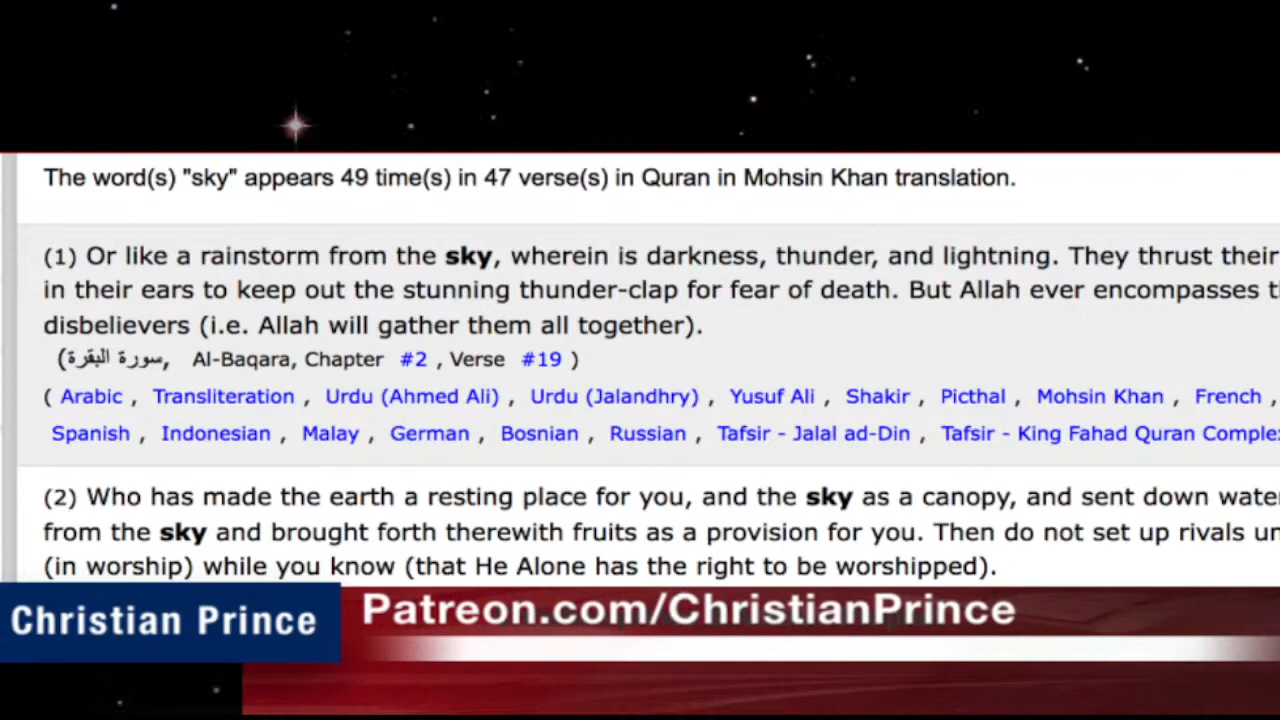 The word(s) "sky" appears 49 time(s) in 47 verse(s) in Quran in Mohsin Khan translation.
(1) Or like a rainstorm from the sky, wherein is darkness, thunder, and lightning. They thrust their
in their ears to keep out the stunning thunder-clap for fear of death. But Allah ever encompasses
disbelievers (i.e. Allah will gather them all together).
(سورة البقرة, Al-Baqara, Chapter #2 , Verse #19 )
( Arabic , Transliteration , Urdu (Ahmed Ali) , Urdu (Jalandhry) , Yusuf Ali , Shakir , Picthal , Mohsin Khan , French ,
Spanish , Indonesian , Malay , German , Bosnian , Russian , Tafsir - Jalal ad-Din , Tafsir - King Fahad Quran
(2) Who has made the earth a resting place for you, and the sky as a canopy, and sent down
from the sky and brought forth therewith fruits as a provision for you. Then do not set up rivals
(in worship) while you know (that He Alone has the right to be worshipped).
Christian Prince
Patreon.com/ChristianPrince